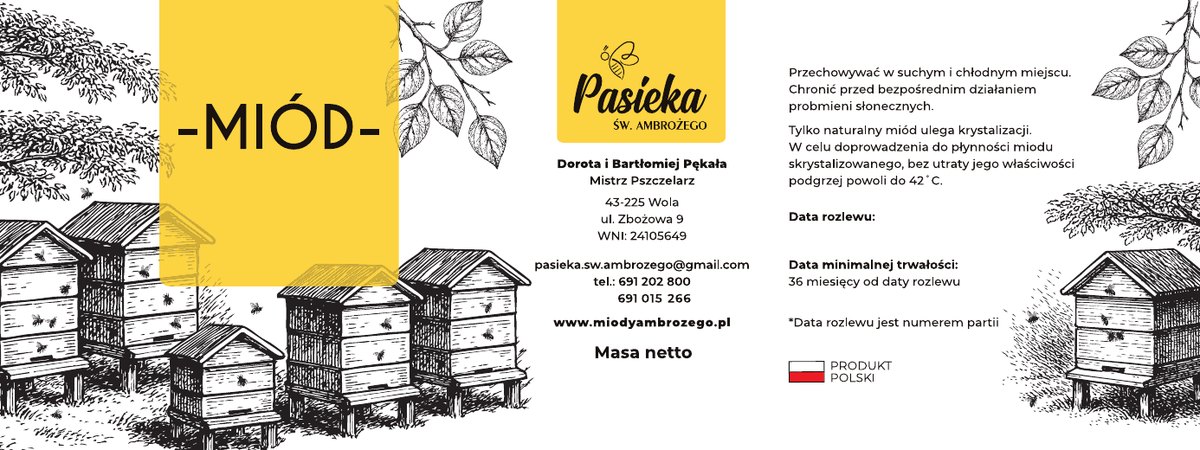 -MIÓD-
Pasieka
ŚW. AMBROŻEGO
Dorota i Bartłomiej Pękała
Mistrz Pszczelarz
43-225 Wola
ul. Zbożowa 9
WNI: 24105649
pasieka.sw.ambrozego@gmail.com
tel.: 691 202 800
691 015 266
www.miodyambrozego.pl
Masa netto
Przechowywać w suchym i chłodnym miejscu.
Chronić przed bezpośrednim działaniem
probmieni słonecznych.
Tylko naturalny miód ulega krystalizacji.
W celu doprowadzenia do płynności miodu
skrystalizowanego, bez utraty jego właściwości
podgrzej powoli do 42˚C.
Data rozlewu:
Data minimalnej trwałości:
36 miesięcy od daty rozlewu
*Data rozlewu jest numerem partii
PRODUKT
POLSKI